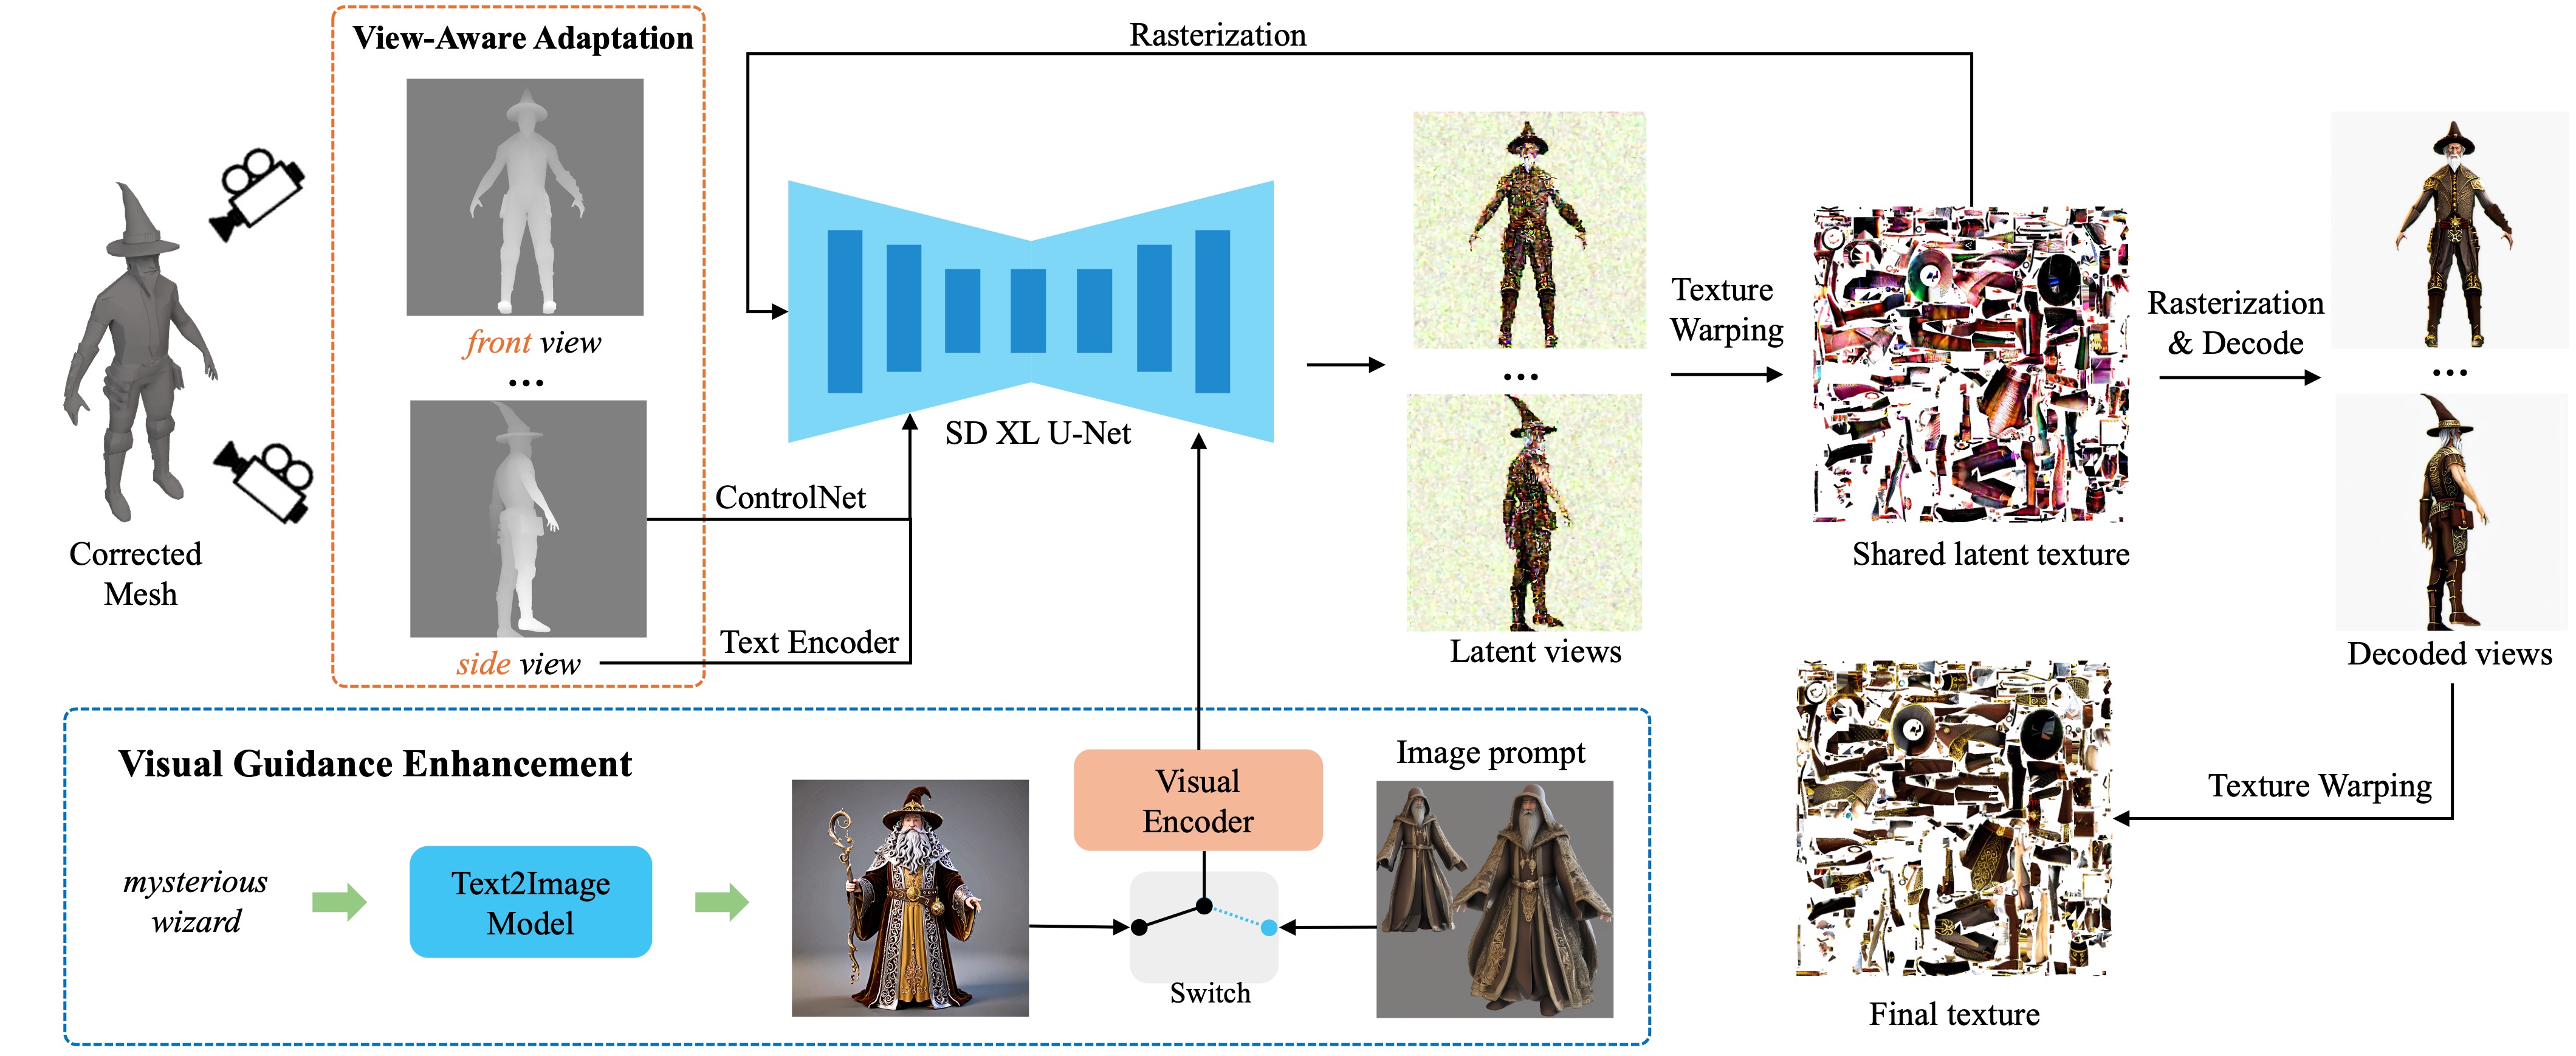 View-Aware Adaptation
front view
...
side view
Corrected
Mesh
Rasterization
SD XL U-Net
ControlNet
Text Encoder
...
Latent views
Texture
Warping
Shared latent texture
Rasterization
& Decode
...
Decoded views
Texture Warping
Final texture
Visual Guidance Enhancement
mysterious
wizard
Text2Image
Model
Visual
Encoder
Switch
Image prompt